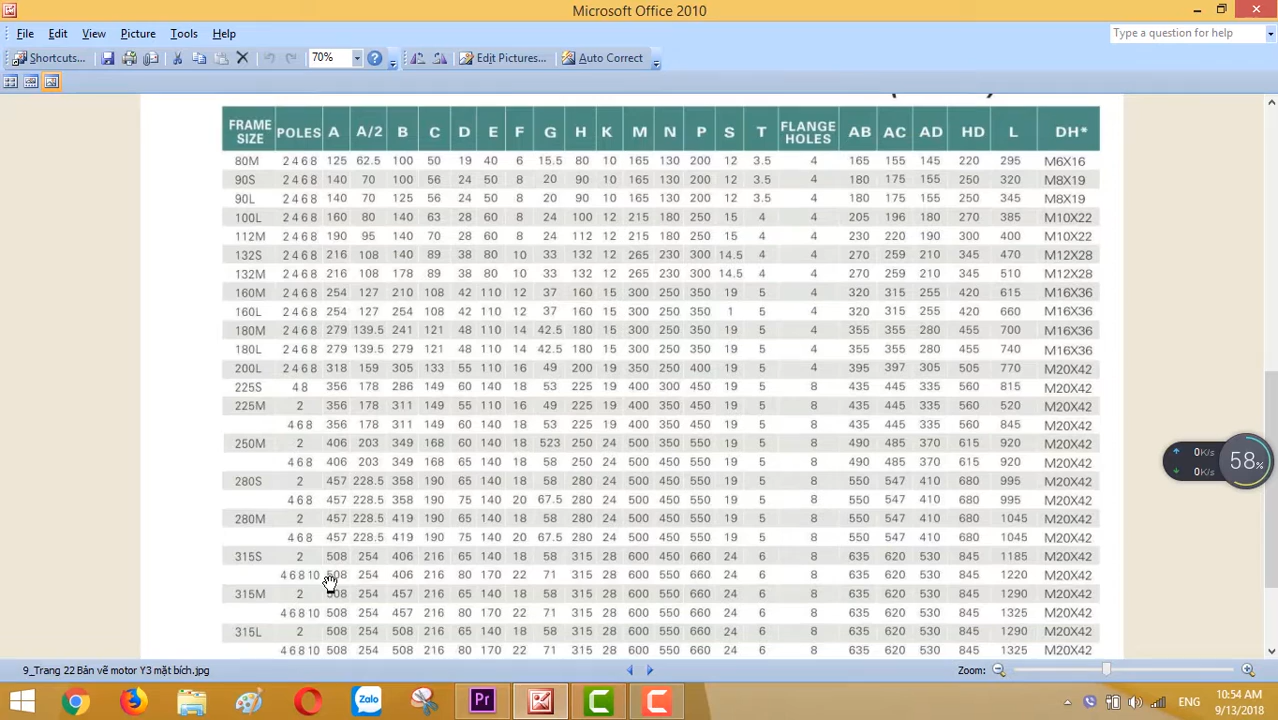 Microsoft Office 2010
File Edit View Picture Tools Help
Type a question for help
Shortcuts... 70% Edit Pictures... Auto Correct
FRAME SIZE POLES A A/2 B C D E F G H K M N P S T FLANGE HOLES AB AC AD HD L DH*
80M 2 4 6 8 125 62.5 100 50 19 40 6 15.5 80 10 165 130 200 12 3.5 4 165 155 145 220 295 M6X16
90S 2 4 6 8 140 70 100 56 24 50 8 20 90 10 165 130 200 12 3.5 4 180 175 155 250 320 M8X19
90L 2 4 6 8 140 70 125 56 24 50 8 20 90 10 165 130 200 12 3.5 4 180 175 155 250 345 M8X19
100L 2 4 6 8 160 80 140 63 28 60 8 24 100 12 215 180 250 15 4 4 205 196 180 270 385 M10X22
112M 2 4 6 8 190 95 140 70 28 60 8 24 112 12 215 180 250 15 4 4 230 220 190 300 400 M10X22
132S 2 4 6 8 216 108 140 89 38 80 10 33 132 12 265 230 300 14.5 4 4 270 259 210 345 470 M12X28
132M 2 4 6 8 216 108 178 89 38 80 10 33 132 12 265 230 300 14.5 4 4 270 259 210 345 510 M12X28
160M 2 4 6 8 254 127 210 108 42 110 12 37 160 15 300 250 350 19 5 4 320 315 255 420 615 M16X36
160L 2 4 6 8 254 127 254 108 42 110 12 37 160 15 300 250 350 1 5 4 320 315 255 420 660 M16X36
180M 2 4 6 8 279 139.5 241 121 48 110 14 42.5 180 15 300 250 350 19 5 4 355 355 280 455 700 M16X36
180L 2 4 6 8 279 139.5 279 121 48 110 14 42.5 180 15 300 250 350 19 5 4 355 355 280 455 740 M16X36
200L 2 4 6 8 318 159 305 133 55 110 16 49 200 19 350 250 400 19 5 4 395 397 305 505 770 M20X42
225S 4 8 356 178 286 149 60 140 18 53 225 19 400 300 450 19 5 8 435 445 335 560 815 M20X42
225M 2 356 178 311 149 55 110 16 49 225 19 400 350 450 19 5 8 435 445 335 560 520 M20X42
4 6 8 356 178 311 149 60 140 18 53 225 19 400 350 450 19 5 8 435 445 335 560 845 M20X42
250M 2 406 203 349 168 60 140 18 523 250 24 500 350 550 19 5 8 490 485 370 615 920 M20X42
4 6 8 406 203 349 168 65 140 18 58 250 24 500 450 550 19 5 8 490 485 370 615 920 M20X42
280S 2 457 228.5 358 190 65 140 18 58 280 24 500 450 550 19 5 8 550 547 410 680 995 M20X42
4 6 8 457 228.5 358 190 75 140 20 67.5 280 24 500 450 550 19 5 8 550 547 410 680 995 M20X42
280M 2 457 228.5 419 190 65 140 18 58 280 24 500 450 550 19 5 8 550 547 410 680 1045 M20X42
4 6 8 457 228.5 419 190 75 140 20 67.5 280 24 500 450 550 19 5 8 550 547 410 680 1045 M20X42
315S 2 508 254 406 216 65 140 18 58 315 28 600 550 660 24 6 8 635 620 530 845 1185 M20X42
4 6 8 10 508 254 406 216 80 170 22 71 315 28 600 550 660 24 6 8 635 620 530 845 1220 M20X42
315M 2 508 254 457 216 65 140 18 58 315 28 600 550 660 24 6 8 635 620 530 845 1290 M20X42
4 6 8 10 508 254 457 216 80 170 22 71 315 28 600 550 660 24 6 8 635 620 530 845 1325 M20X42
315L 2 508 254 508 216 65 140 18 58 315 28 600 550 660 24 6 8 635 620 530 845 1290 M20X42
4 6 8 10 508 254 508 216 80 170 22 71 315 28 600 550 660 24 6 8 635 620 530 845 1325 M20X42
0K/s
0K/s
58%
9_Trang 22 Bản vẽ motor Y3 mặt bích.jpg Zoom:
Zalo Pr ENG 10:54 AM
9/13/2018